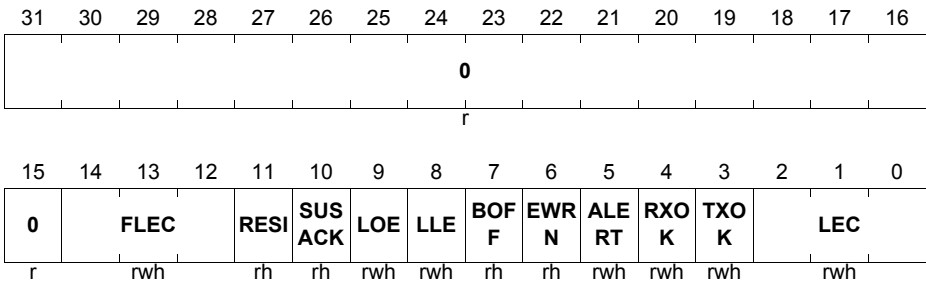 31 30 29 28 27 26 25 24 23 22 21 20 19 18 17 16
0
r
15 14 13 12 11 10 9 8 7 6 5 4 3 2 1 0
0 FLEC RESI SUS ACK LOE LLE BOF F EWR N ALE RT RXO K TXO K LEC
r rwh rh rh rwh rwh rh rh rwh rwh rwh rwh